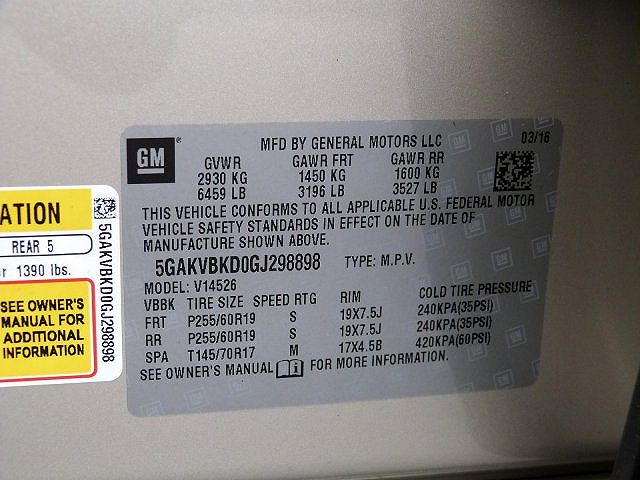 GM
MFD BY GENERAL MOTORS LLC 03/16
GVWR GAWR FRT GAWR RR
2930 KG 1450 KG 1600 KG
6459 LB 3196 LB 3527 LB
THIS VEHICLE CONFORMS TO ALL APPLICABLE U.S. FEDERAL MOTOR
VEHICLE SAFETY STANDARDS IN EFFECT ON THE DATE OF
MANUFACTURE SHOWN ABOVE.
5GAKVBKD0GJ298898 TYPE: M.P.V.
MODEL: V14526
VBBK TIRE SIZE SPEED RTG RIM COLD TIRE PRESSURE
FRT P255/60R19 S 19X7.5J 240KPA(35PSI)
RR P255/60R19 S 19X7.5J 240KPA(35PSI)
SPA T145/70R17 M 17X4.5B 420KPA(60PSI)
SEE OWNER'S MANUAL i FOR MORE INFORMATION.
ATION
REAR 5
r 1390 lbs.
SEE OWNER'S
MANUAL FOR
ADDITIONAL
INFORMATION
5GAKVBKD0GJ298898